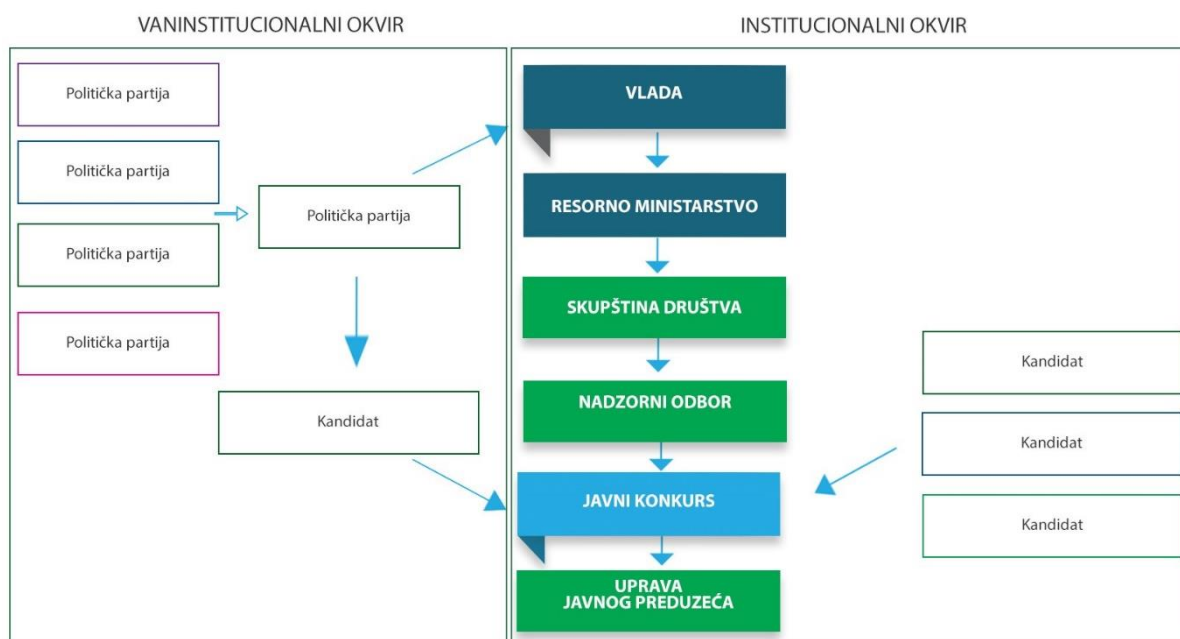 VANINSTITUCIONALNI OKVIR
Politička partija
Politička partija
Politička partija
Politička partija
Politička partija
Kandidat
INSTITUCIONALNI OKVIR
VLADA
RESORNO MINISTARSTVO
SKUPŠTINA DRUŠTVA
NADZORNI ODBOR
JAVNI KONKURS
UPRAVA
JAVNOG PREDUZEĆA
Kandidat
Kandidat
Kandidat